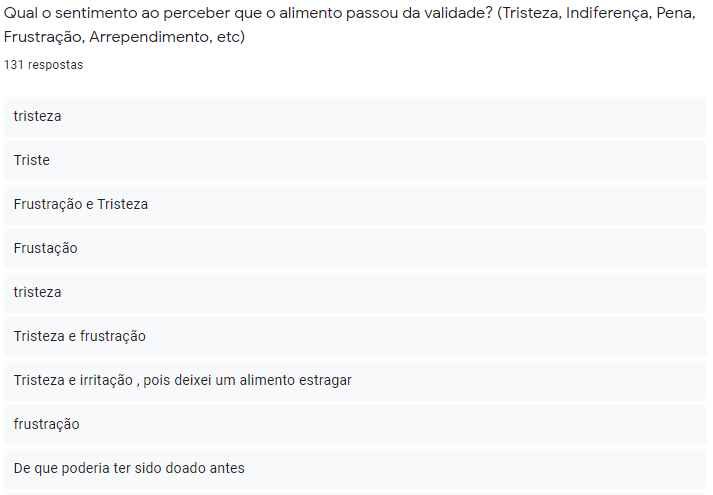 Qual o sentimento ao perceber que o alimento passou da validade? (Tristeza, Indiferença, Pena,
Frustração, Arrependimento, etc)
131 respostas
tristeza
Triste
Frustração e Tristeza
Frustação
tristeza
Tristeza e frustração
Tristeza e irritação , pois deixei um alimento estragar
frustração
De que poderia ter sido doado antes